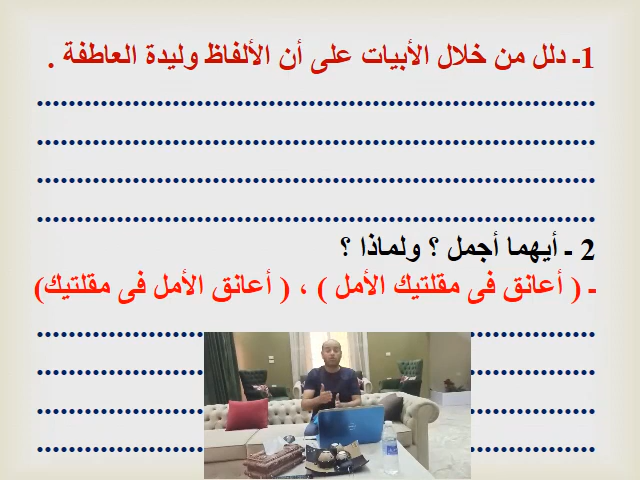 1ـ دلل من خلال الأبيات على أن الألفاظ وليدة العاطفة .
2 ـ أيهما أجمل ؟ ولماذا ؟
ـ ( أعانق فى مقلتيك الأمل ) ، ( أعانق الأمل فى مقلتيك)